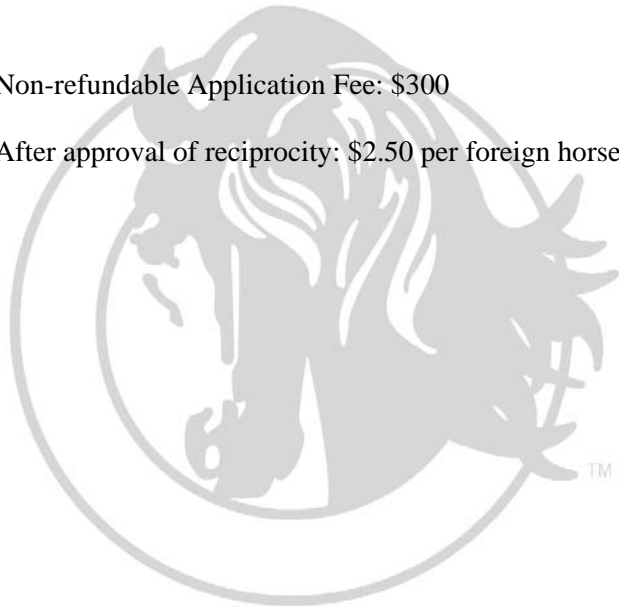 Non-refundable Application Fee: $300
After approval of reciprocity: $2.50 per foreign horse
TM